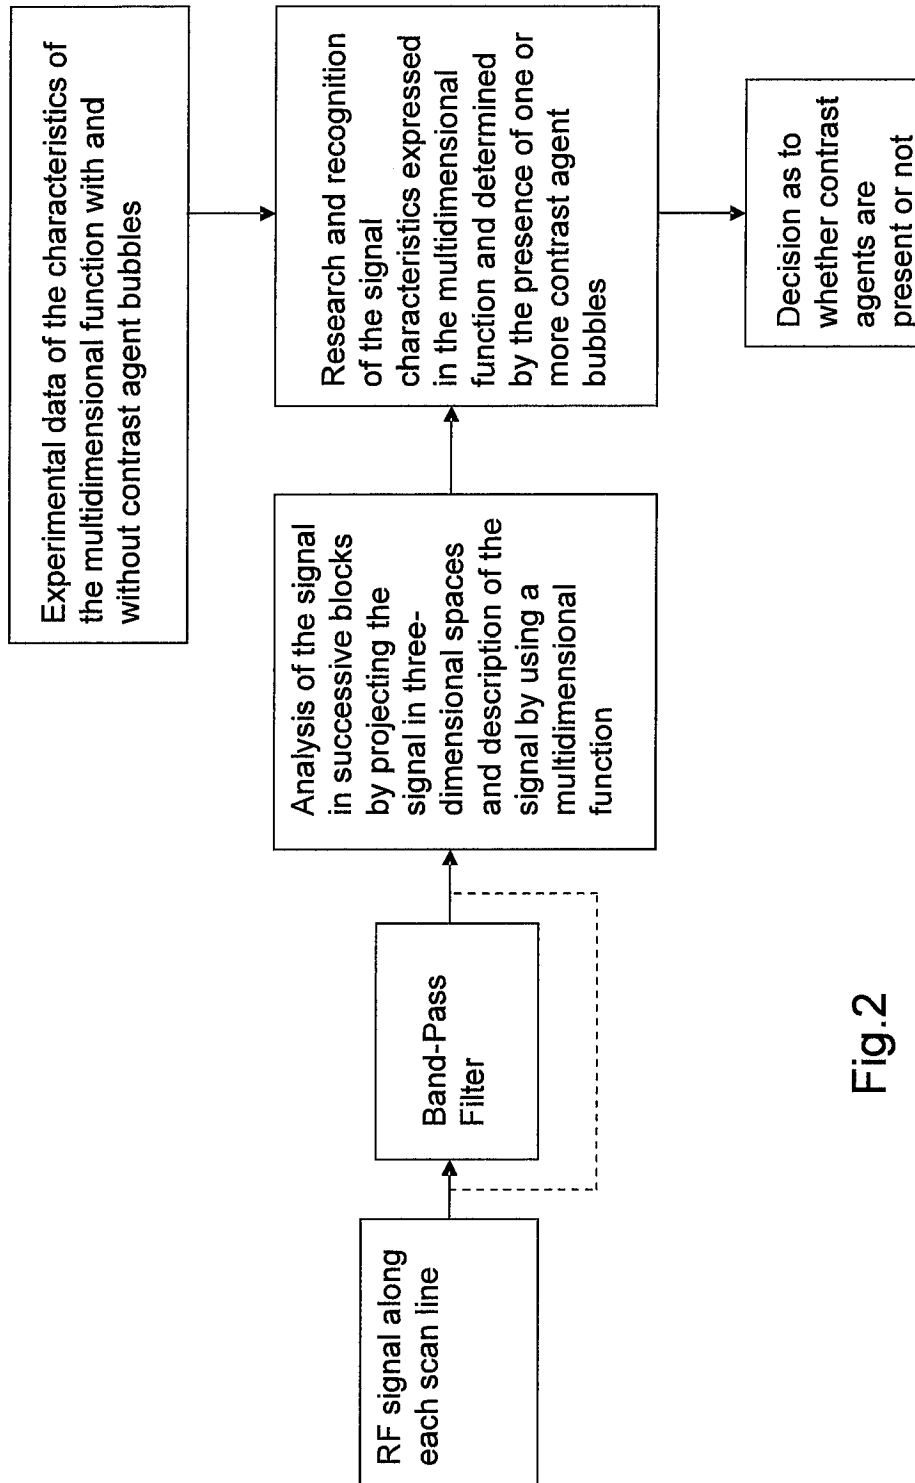 Experimental data of the characteristics of
the multidimensional function with and
without contrast agent bubbles
RF signal along
each scan line
Band-Pass
Filter
Analysis of the signal
in successive blocks
by projecting the
signal in three-
dimensional spaces
and description of the
signal by using a
multidimensional
function
Research and recognition
of the signal
characteristics expressed
in the multidimensional
function and determined
by the presence of one or
more contrast agent
bubbles
Decision as to
whether contrast
agents are
present or not
Fig.2